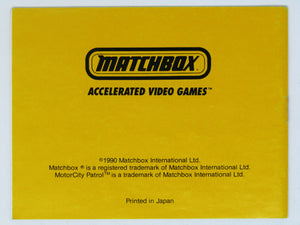 MATCHBOX
ACCELERATED VIDEO GAMES™
©1990 Matchbox International Ltd.
Matchbox ® is a registered trademark of Matchbox International Ltd.
MotorCity Patrol™ is a trademark of Matchbox International Ltd.
Printed in Japan